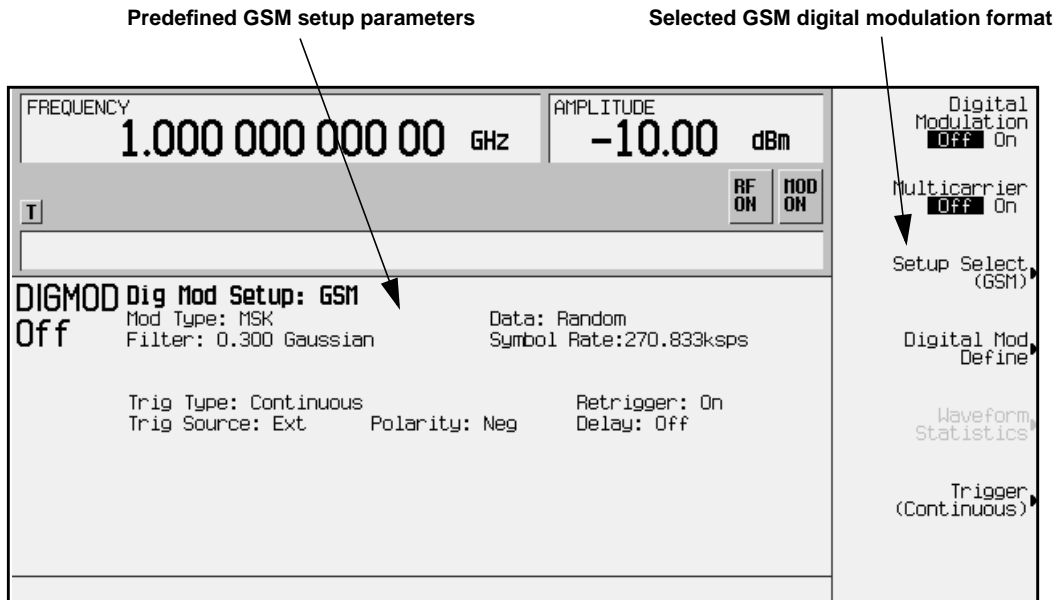 Predefined GSM setup parameters
Selected GSM digital modulation format
FREQUENCY
1.000 000 000 00 GHz
AMPLITUDE
-10.00 dBm
RF ON
MOD ON
T
DIGMOD Off
Dig Mod Setup: GSM
Mod Type: MSK Data: Random
Filter: 0.300 Gaussian Symbol Rate:270.833ksps
Trig Type: Continuous Retrigger: On
Trig Source: Ext Polarity: Neg Delay: Off
Digital
Modulation
Off On
Multicarrier
Off On
Setup Select
(GSM)
Digital Mod
Define
Waveform
Statistics
Trigger
(Continuous)